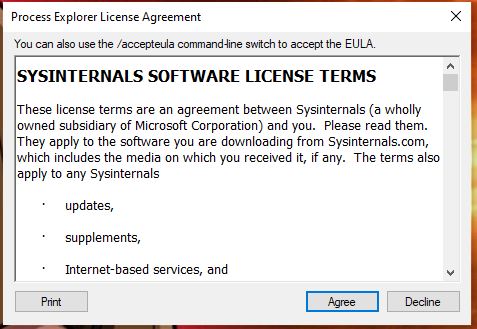 Process Explorer License Agreement
You can also use the /accepteula command-line switch to accept the EULA.
SYSINTERNALS SOFTWARE LICENSE TERMS
These license terms are an agreement between Sysinternals (a wholly
owned subsidiary of Microsoft Corporation) and you.  Please read them.
They apply to the software you are downloading from Sysinternals.com,
which includes the media on which you received it, if any.  The terms also
apply to any Sysinternals
· updates,
· supplements,
· Internet-based services, and
Print Agree Decline